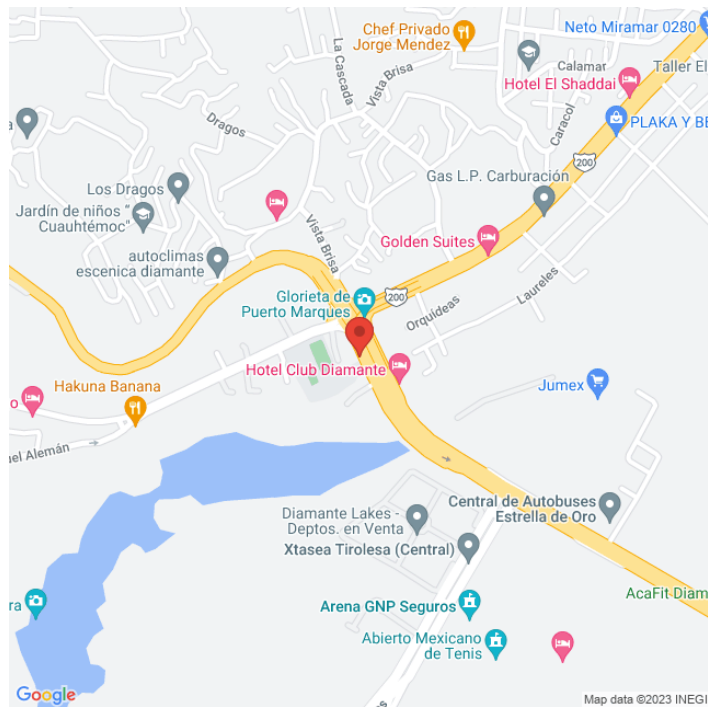 Chef Privado
Jorge Mendez
Neto Miramar 0280
Calamar
Taller El
Hotel El Shaddai
La Cascada
Vista Brisa
PLAKA Y BE
Caracol
200
Dragos
Gas L.P. Carburación
Los Dragos
Jardín de niños "
Cuauhtémoc"
autoclimas
escenica diamante
Vista Brisa
Golden Suites
Glorieta de
Puerto Marques
200
Orquídeas
Laureles
Hotel Club Diamante
Jumex
o
Hakuna Banana
uel Alemán
Diamante Lakes -
Deptos. en Venta
Central de Autobuses
Estrella de Oro
Xtasea Tirolesa (Central)
AcaFit Diam
Arena GNP Seguros
ra
Abierto Mexicano
de Tenis
Google
Map data ©2023 INEGI